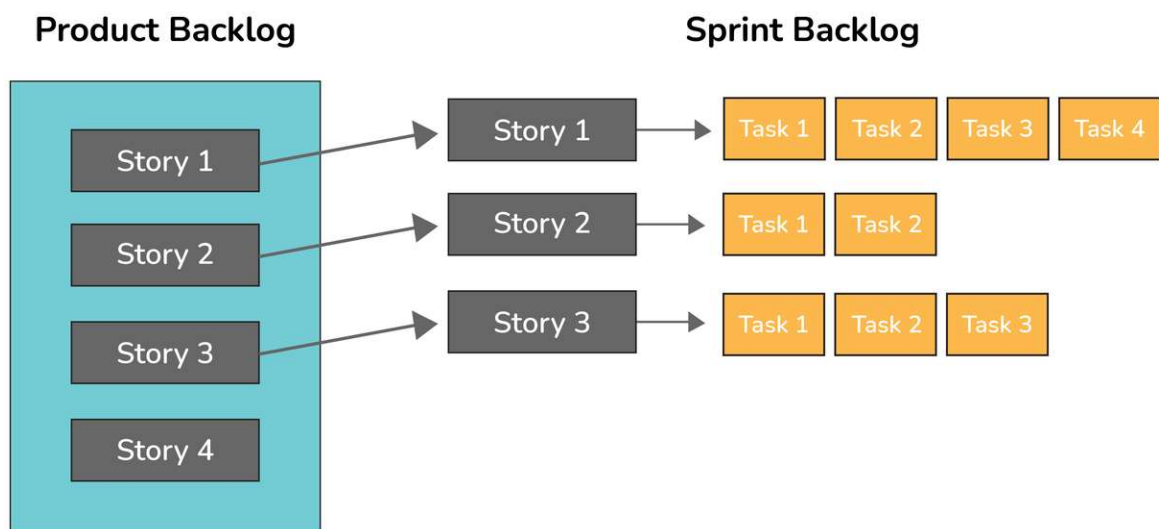 Product Backlog
Sprint Backlog
Story 1
Story 2
Story 3
Story 4
Story 1
Task 1
Task 2
Task 3
Task 4
Story 2
Task 1
Task 2
Story 3
Task 1
Task 2
Task 3